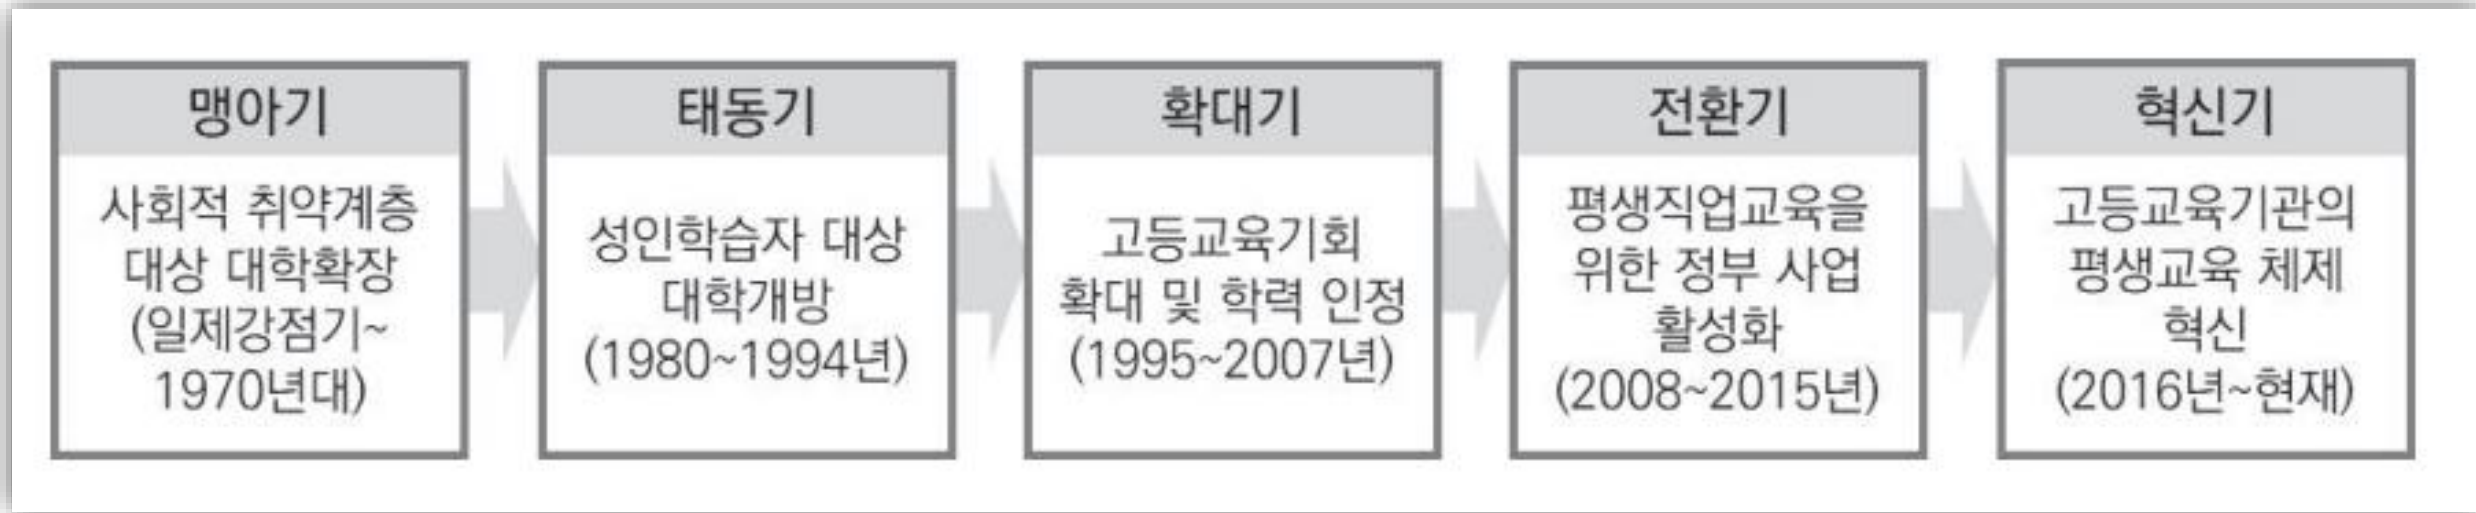 맹아기
사회적 취약계층
대상 대학확장
(일제강점기~
1970년대)
태동기
성인학습자 대상
대학개방
(1980~1994년)
확대기
고등교육기회
확대 및 학력 인정
(1995~2007년)
전환기
평생직업교육을
위한 정부 사업
활성화
(2008~2015년)
혁신기
고등교육기관의
평생교육 체제
혁신
(2016년~현재)